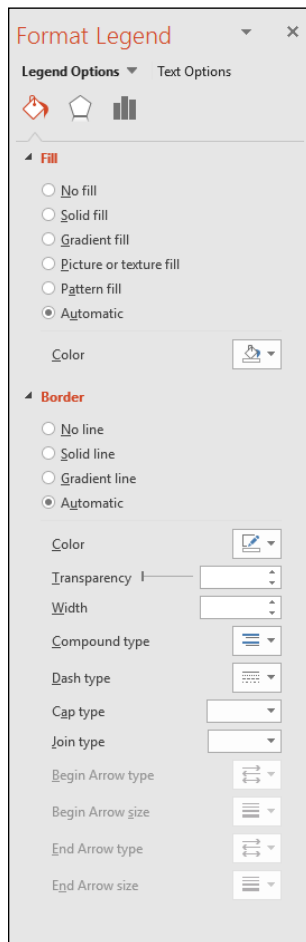 Format Legend
Legend Options Text Options
Fill
No fill
Solid fill
Gradient fill
Picture or texture fill
Pattern fill
Automatic
Color
Border
No line
Solid line
Gradient line
Automatic
Color
Transparency
Width
Compound type
Dash type
Cap type
Join type
Begin Arrow type
Begin Arrow size
End Arrow type
End Arrow size